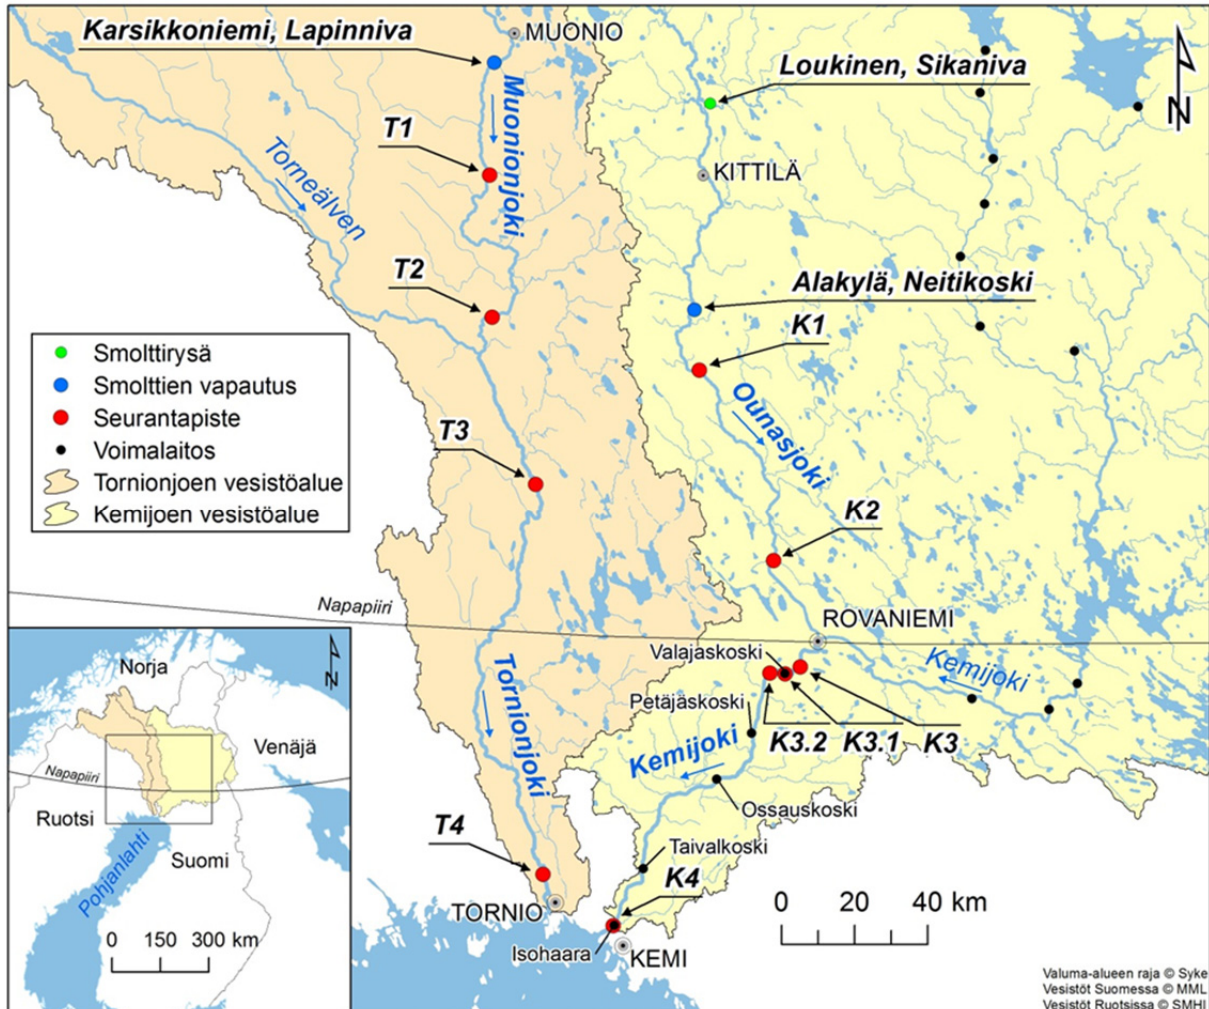 Karsikkoniemi, Lapinniva
MUONIO
Loukinen, Sikaniva
N
T1
Muonionjoki
Torneälven
KITTILÄ
T2
Alakylä, Neitikoski
K1
Smolttirysä
Smolttien vapautus
Seurantapiste
Voimalaitos
Tornionjoen vesistöalue
Kemijoen vesistöalue
T3
Ounasjoki
K2
Napapiiri
ROVANIEMI
Valajaskoski
Kemijoki
Petäjäskoski
K3.2 K3.1 K3
Tornionjoki
Kemijoki
Ossauskoski
T4
Taivalkoski
K4
TORNIO
Isohaara
KEMI
0 20 40 km
N
Norja
Venäjä
Napapiiri
Ruotsi
Suomi
Pohjanlahti
0 150 300 km
Valuma-alueen raja © Syke
Vesistöt Suomessa © MML
Vesistöt Ruotsissa © SMHI